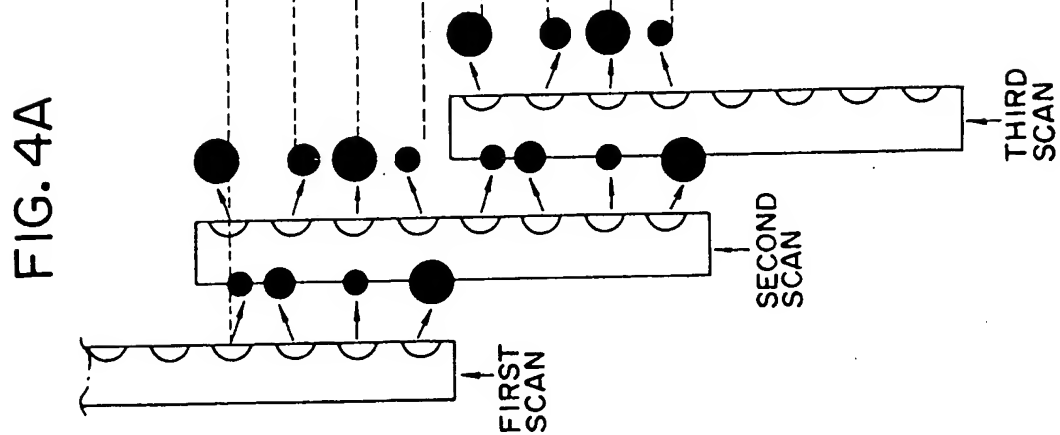 FIG. 4A
FIRST
SCAN
SECOND
SCAN
THIRD
SCAN